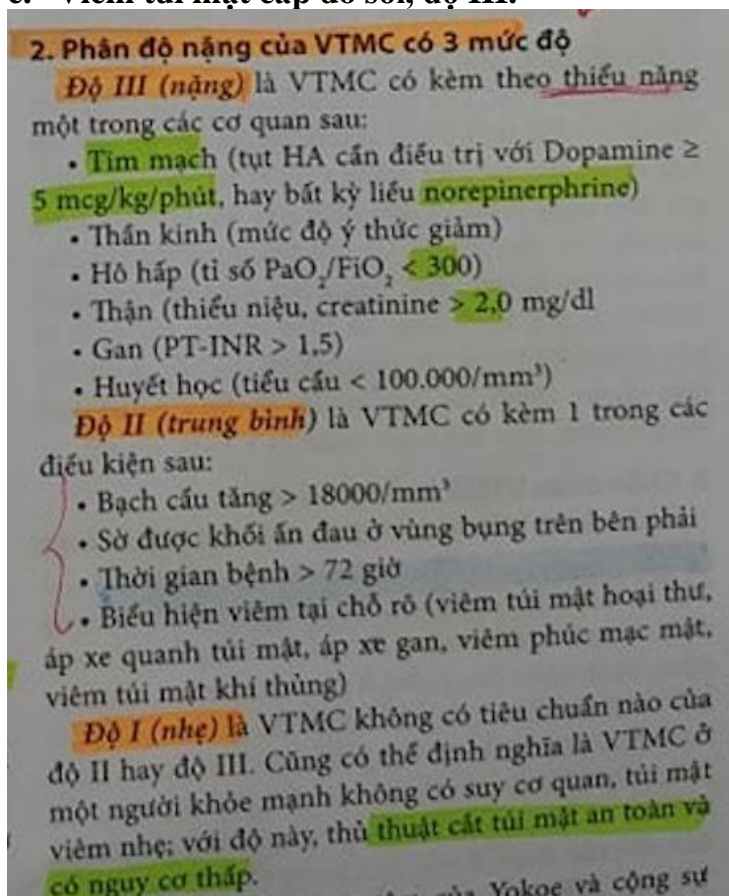 2. Phân độ nặng của VTMC có 3 mức độ
Độ III (nặng) là VTMC có kèm theo thiếu năng
một trong các cơ quan sau:
• Tim mạch (tụt HA cần điều trị với Dopamine ≥
5 mcg/kg/phút, hay bất kỳ liều norepinerphrine)
• Thần kinh (mức độ ý thức giảm)
• Hô hấp (tỉ số PaO₂/FiO₂ < 300)
• Thận (thiểu niệu, creatinine > 2,0 mg/dl
• Gan (PT-INR > 1,5)
• Huyết học (tiểu cầu < 100.000/mm³)
Độ II (trung bình) là VTMC có kèm 1 trong các
điều kiện sau:
• Bạch cầu tăng > 18000/mm³
• Sờ được khối ấn đau ở vùng bụng trên bên phải
• Thời gian bệnh > 72 giờ
• Biểu hiện viêm tại chỗ rõ (viêm túi mật hoại thư,
áp xe quanh túi mật, áp xe gan, viêm phúc mạc mật,
viêm túi mật khí thủng)
Độ I (nhẹ) là VTMC không có tiêu chuẩn nào của
độ II hay độ III. Cũng có thể định nghĩa là VTMC ở
một người khỏe mạnh không có suy cơ quan, túi mật
viêm nhẹ; với độ này, thủ thuật cắt túi mật an toàn và
có nguy cơ thấp.
của Yokoe và cộng sự